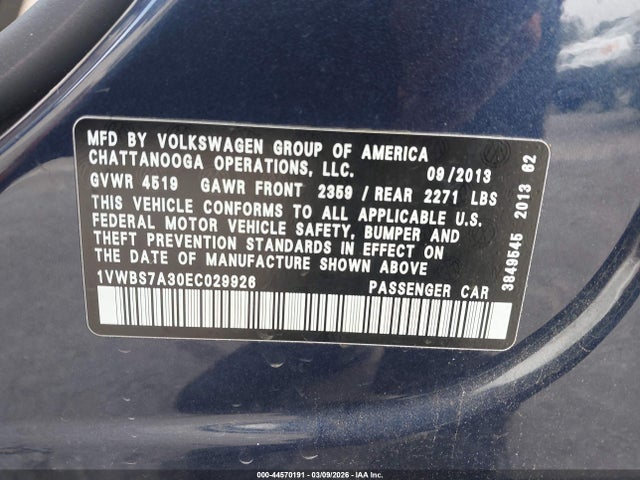 MFD BY VOLKSWAGEN GROUP OF AMERICA
CHATTANOOGA OPERATIONS, LLC. 09/2013
GVWR 4519 GAWR FRONT 2359 / REAR 2271 LBS
THIS VEHICLE CONFORMS TO ALL APPLICABLE U.S.
FEDERAL MOTOR VEHICLE SAFETY, BUMPER AND
THEFT PREVENTION STANDARDS IN EFFECT ON
THE DATE OF MANUFACTURE SHOWN ABOVE
1VWBS7A30EC029926 PASSENGER CAR
3849545 2013 62
000-44570191 | 03/09/2026 | IAA Inc.